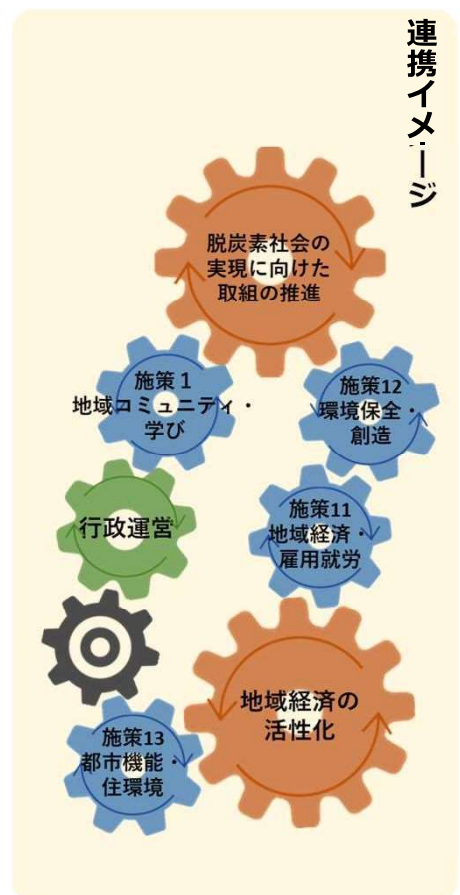 連携イメージ
脱炭素社会の
実現に向けた
取組の推進
施策1
地域コミュニティ・
学び
施策12
環境保全・
創造
行政運営
施策11
地域経済・
雇用就労
地域経済の
活性化
施策13
都市機能・
住環境